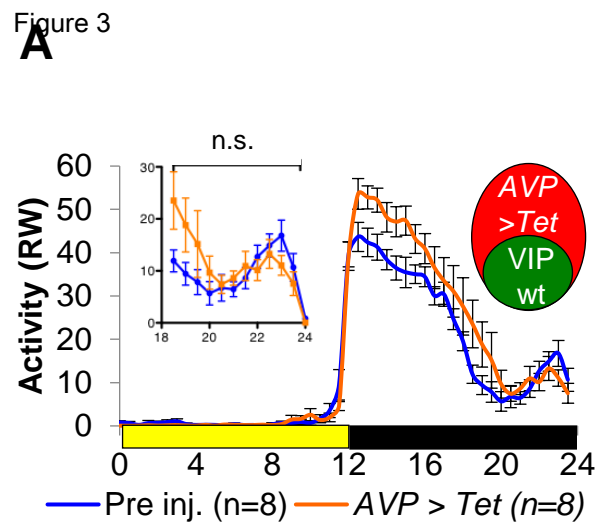 Figure 3
A
n.s.
30
20
10
0
18 20 22 24
Activity (RW)
60
50
40
30
20
10
0
AVP
>Tet
VIP
wt
0 4 8 12 16 20 24
Pre inj. (n=8) AVP > Tet (n=8)